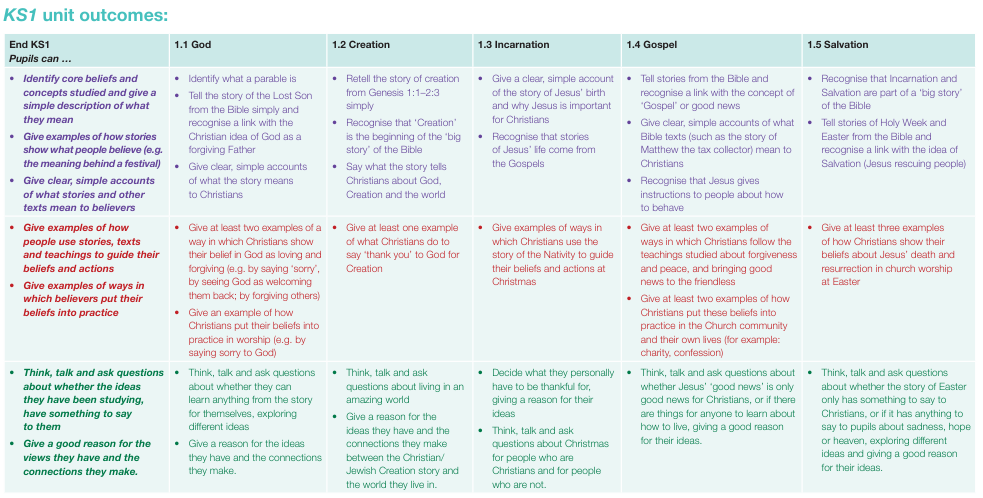 KS1 unit outcomes:
End KS1
Pupils can …
1.1 God
1.2 Creation
1.3 Incarnation
1.4 Gospel
1.5 Salvation
• Identify core beliefs and
concepts studied and give a
simple description of what
they mean
• Give examples of how stories
show what people believe (e.g.
the meaning behind a festival)
• Give clear, simple accounts
of what stories and other
texts mean to believers
• Identify what a parable is
• Tell the story of the Lost Son
from the Bible simply and
recognise a link with the
Christian idea of God as a
forgiving Father
• Give clear, simple accounts
of what the story means
to Christians
• Retell the story of creation
from Genesis 1:1–2:3
simply
• Recognise that ‘Creation’
is the beginning of the ‘big
story’ of the Bible
• Say what the story tells
Christians about God,
Creation and the world
• Give a clear, simple account
of the story of Jesus’ birth
and why Jesus is important
for Christians
• Recognise that stories
of Jesus’ life come from
the Gospels
• Tell stories from the Bible and
recognise a link with the concept of
‘Gospel’ or good news
• Give clear, simple accounts of what
Bible texts (such as the story of
Matthew the tax collector) mean to
Christians
• Recognise that Jesus gives
instructions to people about how
to behave
• Recognise that Incarnation and
Salvation are part of a ‘big story’
of the Bible
• Tell stories of Holy Week and
Easter from the Bible and
recognise a link with the idea of
Salvation (Jesus rescuing people)
• Give examples of how
people use stories, texts
and teachings to guide their
beliefs and actions
• Give examples of ways in
which believers put their
beliefs into practice
• Give at least two examples of a
way in which Christians show
their belief in God as loving and
forgiving (e.g. by saying ‘sorry’,
by seeing God as welcoming
them back; by forgiving others)
• Give an example of how
Christians put their beliefs into
practice in worship (e.g. by
saying sorry to God)
• Give at least one example
of what Christians do to
say ‘thank you’ to God for
Creation
• Give examples of ways in
which Christians use the
story of the Nativity to guide
their beliefs and actions at
Christmas
• Give at least two examples of
ways in which Christians follow the
teachings studied about forgiveness
and peace, and bringing good
news to the friendless
• Give at least two examples of how
Christians put these beliefs into
practice in the Church community
and their own lives (for example:
charity, confession)
• Give at least three examples
of how Christians show their
beliefs about Jesus’ death and
resurrection in church worship
at Easter
• Think, talk and ask questions
about whether the ideas
they have been studying,
have something to say
to them
• Give a good reason for the
views they have and the
connections they make.
• Think, talk and ask questions
about whether they can
learn anything from the story
for themselves, exploring
different ideas
• Give a reason for the ideas
they have and the connections
they make.
• Think, talk and ask
questions about living in an
amazing world
• Give a reason for the
ideas they have and the
connections they make
between the Christian/
Jewish Creation story and
the world they live in.
• Decide what they personally
have to be thankful for,
giving a reason for their
ideas
• Think, talk and ask
questions about Christmas
for people who are
Christians and for people
who are not.
• Think, talk and ask questions about
whether Jesus’ ‘good news’ is only
good news for Christians, or if there
are things for anyone to learn about
how to live, giving a good reason
for their ideas.
• Think, talk and ask questions
about whether the story of Easter
only has something to say to
Christians, or if it has anything to
say to pupils about sadness, hope
or heaven, exploring different
ideas and giving a good reason
for their ideas.